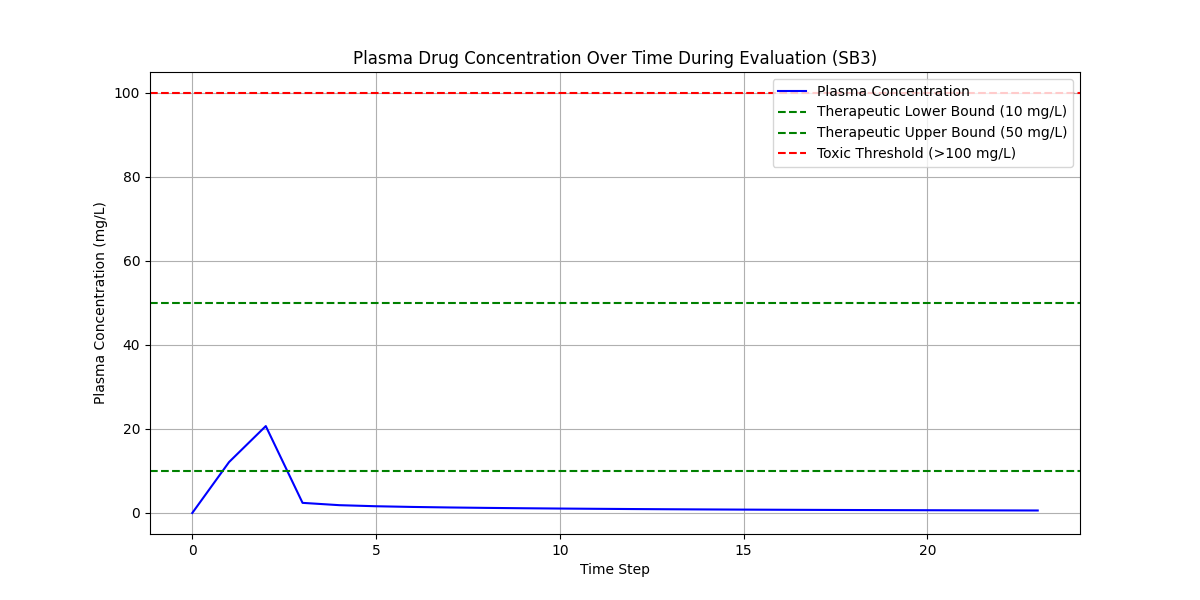 Plasma Drug Concentration Over Time During Evaluation (SB3)
Plasma Concentration
Therapeutic Lower Bound (10 mg/L)
Therapeutic Upper Bound (50 mg/L)
Toxic Threshold (>100 mg/L)
Plasma Concentration (mg/L)
100
80
60
40
20
0
0 5 10 15 20
Time Step